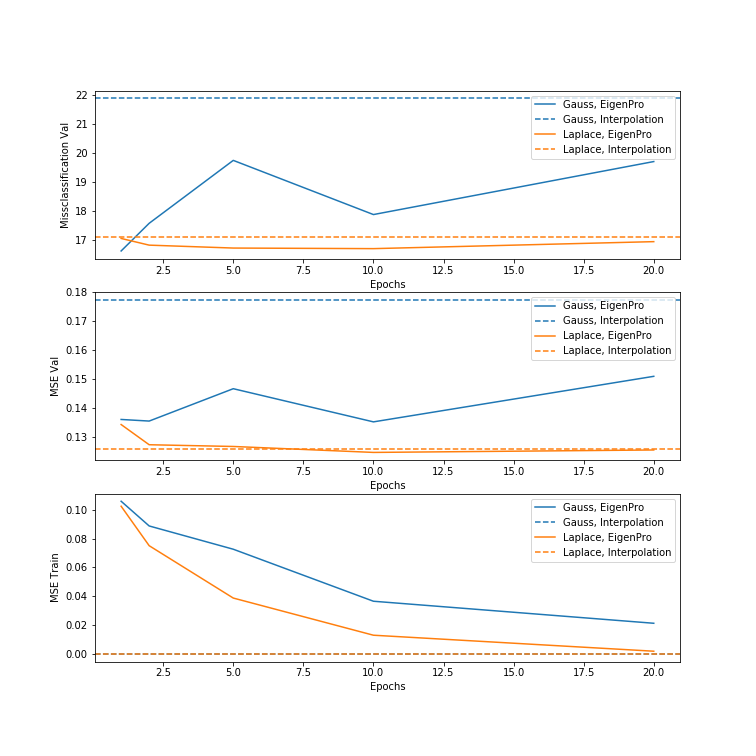 22
21
20
19
18
17
Missclassification Val
Gauss, EigenPro
Gauss, Interpolation
Laplace, EigenPro
Laplace, Interpolation
2.5 5.0 7.5 10.0 12.5 15.0 17.5 20.0
Epochs
0.18
0.17
0.16
0.15
0.14
0.13
MSE Val
Gauss, EigenPro
Gauss, Interpolation
Laplace, EigenPro
Laplace, Interpolation
2.5 5.0 7.5 10.0 12.5 15.0 17.5 20.0
Epochs
0.10
0.08
0.06
0.04
0.02
0.00
MSE Train
Gauss, EigenPro
Gauss, Interpolation
Laplace, EigenPro
Laplace, Interpolation
2.5 5.0 7.5 10.0 12.5 15.0 17.5 20.0
Epochs